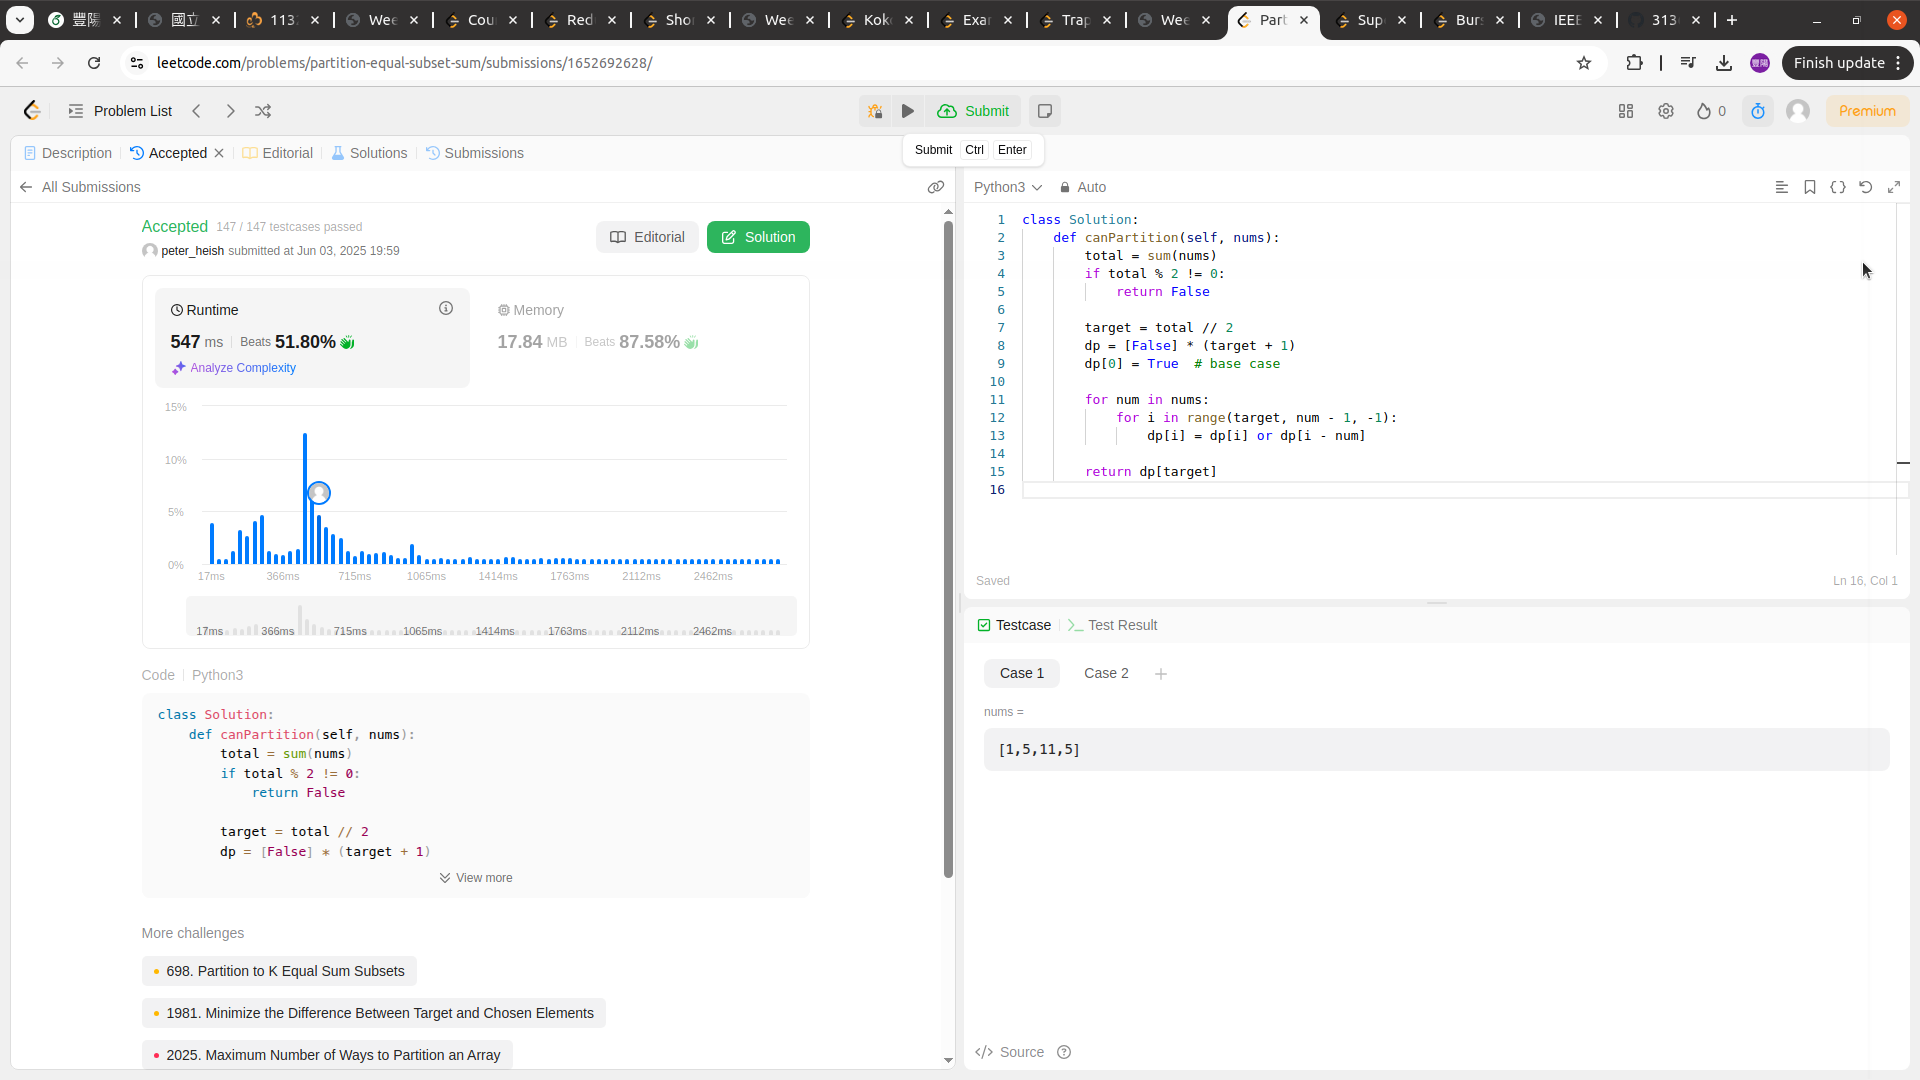 豐陽
國立
113
Wee
Cou
Red
Sho
Wee
Kok
Exar
Trap
Wee
Part
Sup
Burs
IEEE
313
leetcode.com/problems/partition-equal-subset-sum/submissions/1652692628/
豐陽
Finish update
Problem List
Submit
0
Premium
Submit Ctrl Enter
Description
Accepted
Editorial
Solutions
Submissions
All Submissions
Accepted 147 / 147 testcases passed
peter_heish submitted at Jun 03, 2025 19:59
Editorial
Solution
Runtime
547 ms Beats 51.80%
Analyze Complexity
Memory
17.84 MB Beats 87.58%
15%
10%
5%
0%
17ms 366ms 715ms 1065ms 1414ms 1763ms 2112ms 2462ms
17ms 366ms 715ms 1065ms 1414ms 1763ms 2112ms 2462ms
Code Python3
class Solution:
    def canPartition(self, nums):
        total = sum(nums)
        if total % 2 != 0:
            return False
        target = total // 2
        dp = [False] * (target + 1)
View more
More challenges
698. Partition to K Equal Sum Subsets
1981. Minimize the Difference Between Target and Chosen Elements
2025. Maximum Number of Ways to Partition an Array
Python3
Auto
1 class Solution:
2     def canPartition(self, nums):
3         total = sum(nums)
4         if total % 2 != 0:
5             return False
6
7         target = total // 2
8         dp = [False] * (target + 1)
9         dp[0] = True  # base case
10
11         for num in nums:
12             for i in range(target, num - 1, -1):
13                 dp[i] = dp[i] or dp[i - num]
14
15         return dp[target]
16
Saved
Ln 16, Col 1
Testcase
Test Result
Case 1
Case 2
nums =
[1,5,11,5]
Source